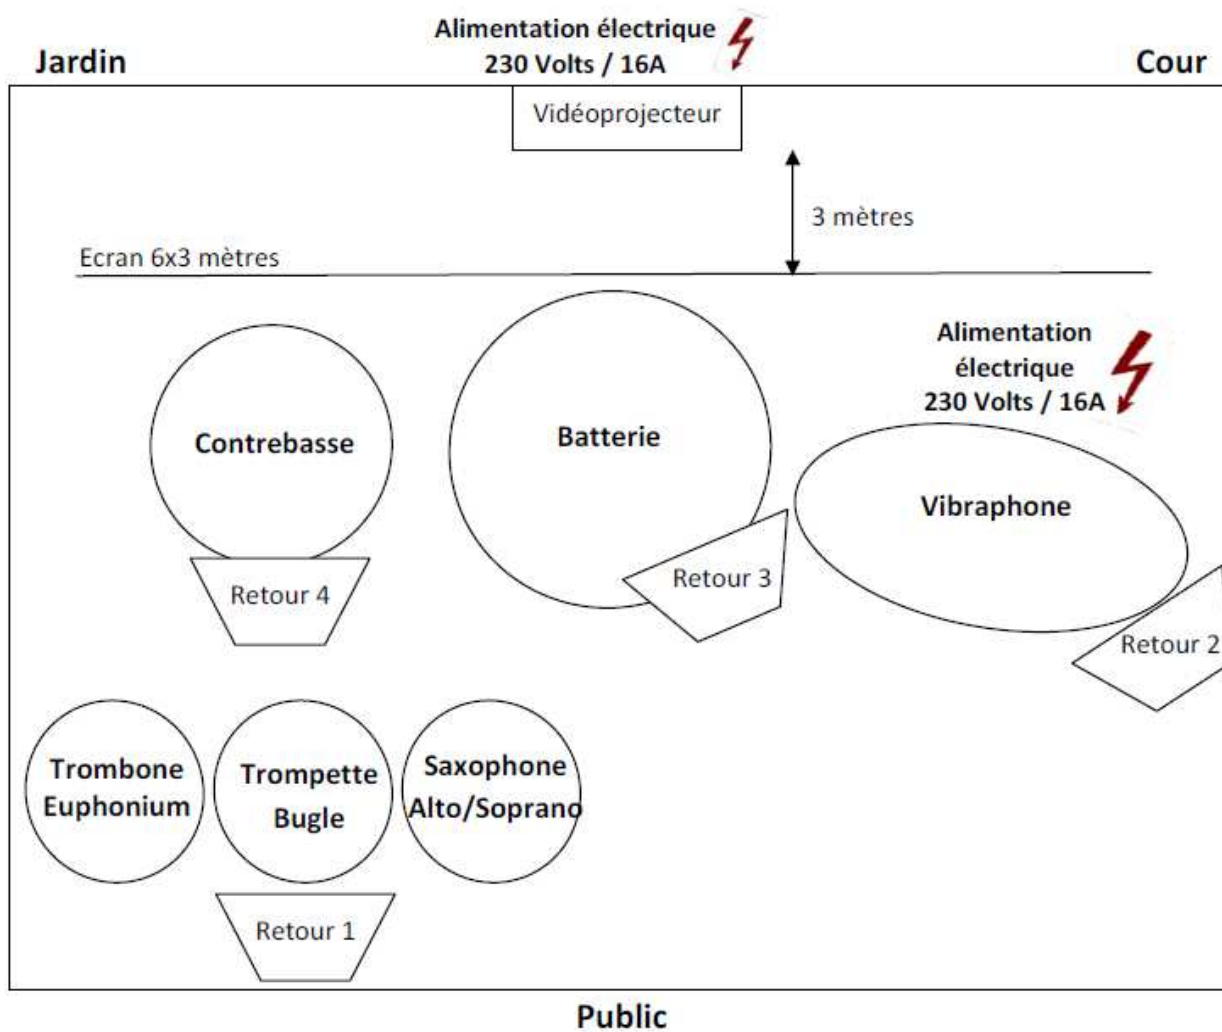 Alimentation électrique
230 Volts / 16A
Jardin
Cour
Vidéoprojecteur
3 mètres
Ecran 6x3 mètres
Alimentation
électrique
230 Volts / 16A
Contrebasse
Batterie
Vibraphone
Retour 4
Retour 3
Retour 2
Trombone
Euphonium
Trompette
Bugle
Saxophone
Alto/Soprano
Retour 1
Public